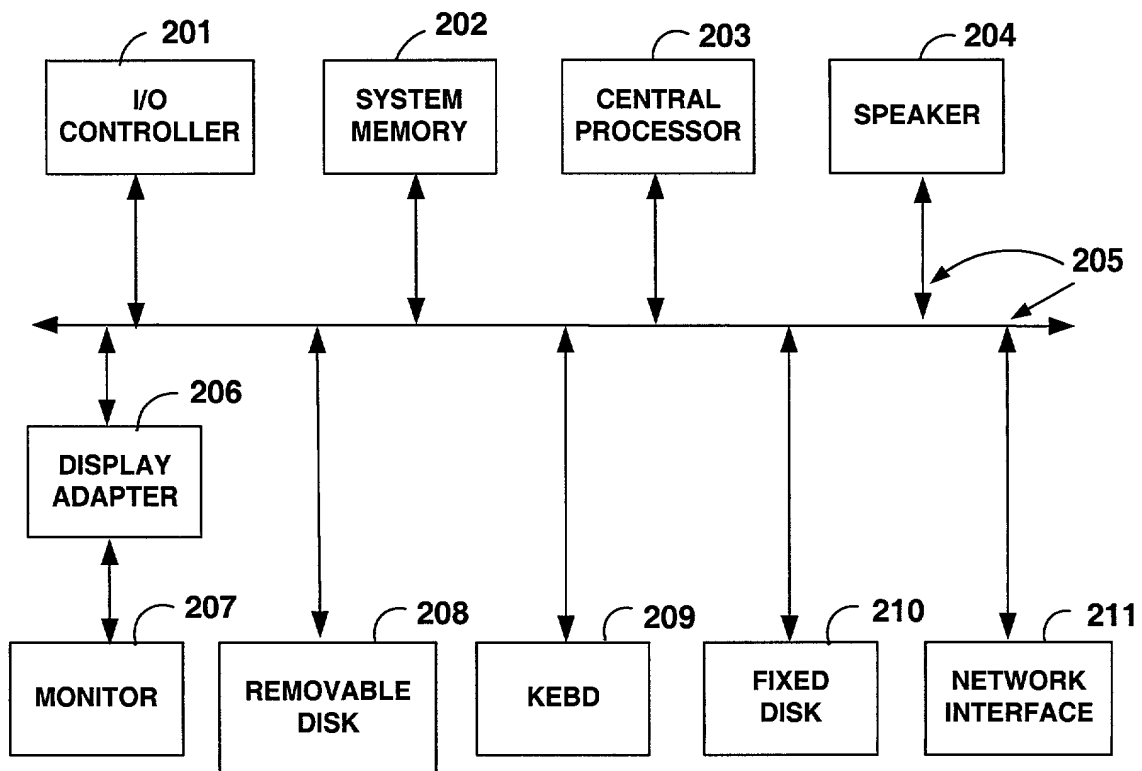 201
202
203
204
I/O
CONTROLLER
SYSTEM
MEMORY
CENTRAL
PROCESSOR
SPEAKER
205
206
DISPLAY
ADAPTER
207
208
209
210
211
MONITOR
REMOVABLE
DISK
KEBD
FIXED
DISK
NETWORK
INTERFACE